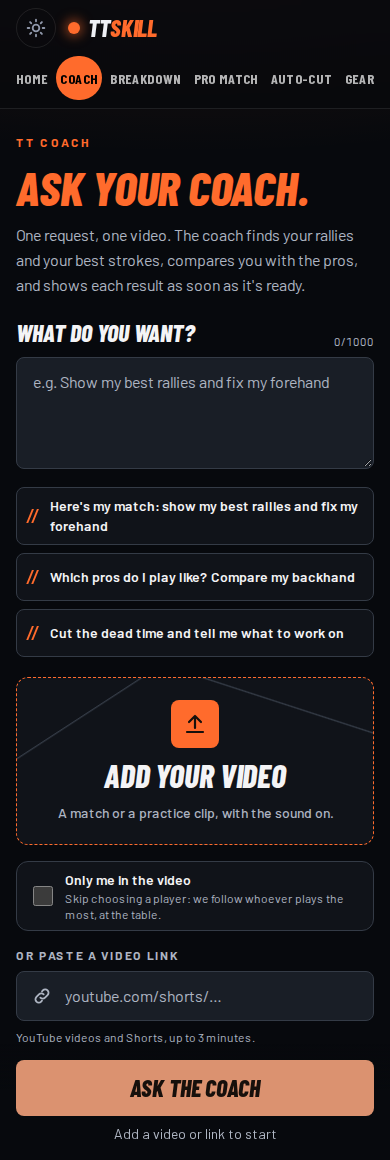 TTSKILL
HOME COACH BREAKDOWN PRO MATCH AUTO-CUT GEAR
TT COACH
ASK YOUR COACH.
One request, one video. The coach finds your rallies
and your best strokes, compares you with the pros,
and shows each result as soon as it's ready.
WHAT DO YOU WANT?
0/1000
e.g. Show my best rallies and fix my forehand
// Here's my match: show my best rallies and fix my
forehand
// Which pros do I play like? Compare my backhand
// Cut the dead time and tell me what to work on
ADD YOUR VIDEO
A match or a practice clip, with the sound on.
Only me in the video
Skip choosing a player: we follow whoever plays the
most, at the table.
OR PASTE A VIDEO LINK
youtube.com/shorts/...
YouTube videos and Shorts, up to 3 minutes.
ASK THE COACH
Add a video or link to start